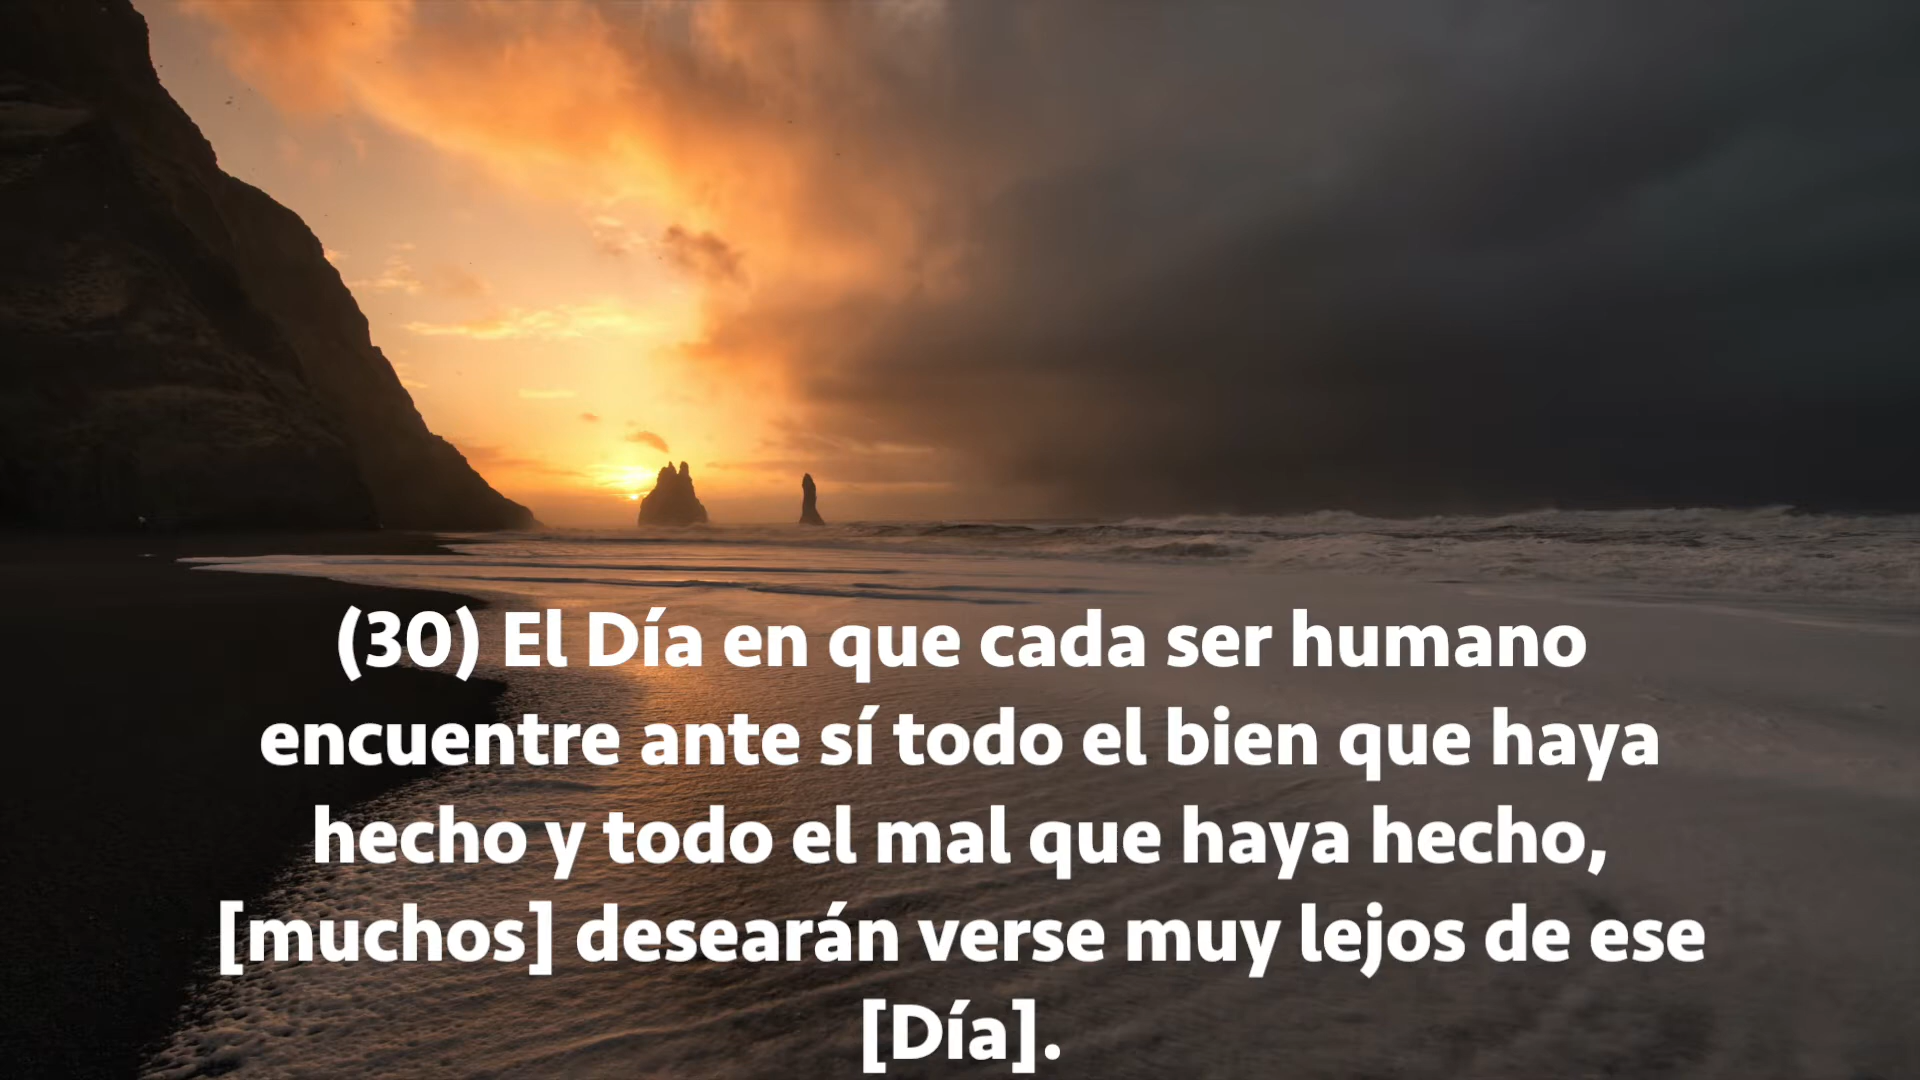 (30) El Día en que cada ser humano
encuentre ante sí todo el bien que haya
hecho y todo el mal que haya hecho,
[muchos] desearán verse muy lejos de ese
[Día].